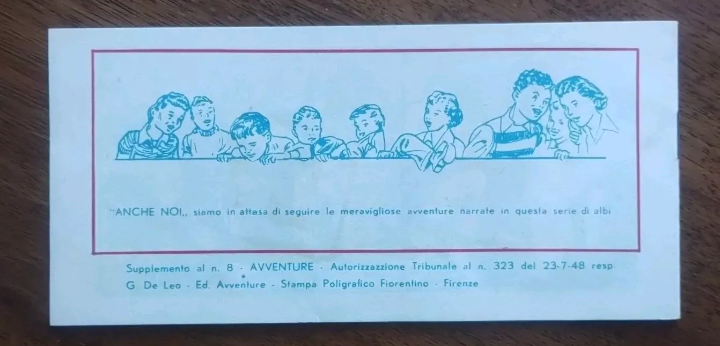 "ANCHE NOI,, siamo in attesa di seguire le meravigliose avventure narrate in questa serie di albi
Supplemento al n. 8 - AVVENTURE - Autorizzazzione Tribunale al n. 323 del 23-7-48 resp
G. De Leo - Ed. Avventure - Stampa Poligrafico Fiorentino - Firenze